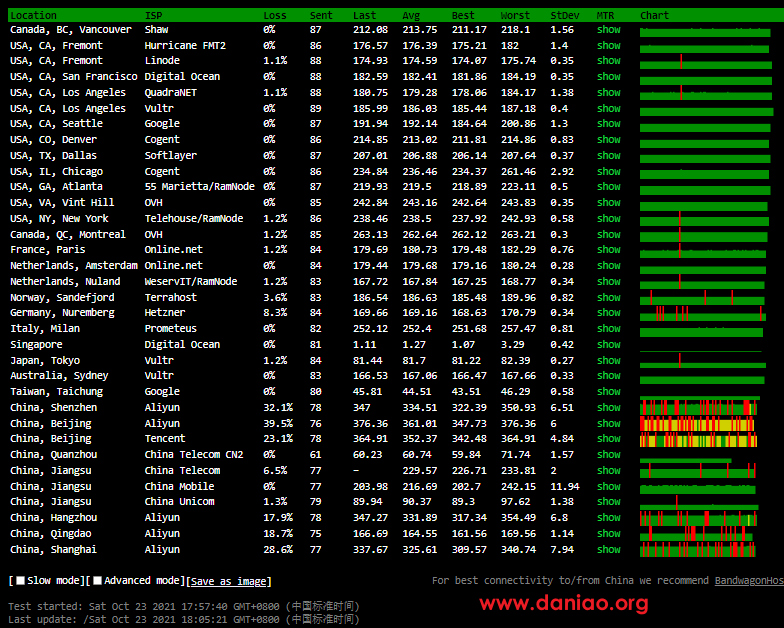 Location ISP Loss Sent Last Avg Best Worst StDev MTR Chart
Canada, BC, Vancouver Shaw 0% 87 212.08 213.75 211.17 218.1 1.56 show
USA, CA, Fremont Hurricane FMT2 0% 86 176.57 176.39 175.21 182 1.4 show
USA, CA, Fremont Linode 1.1% 88 174.93 174.59 174.07 175.74 0.35 show
USA, CA, San Francisco Digital Ocean 0% 88 182.59 182.41 181.86 184.19 0.35 show
USA, CA, Los Angeles QuadraNET 1.1% 88 180.75 179.28 178.06 184.17 1.38 show
USA, CA, Los Angeles Vultr 0% 89 185.99 186.03 185.44 187.18 0.4 show
USA, CA, Seattle Google 0% 87 191.94 192.14 184.64 200.86 1.3 show
USA, CO, Denver Cogent 0% 86 214.85 213.02 211.81 214.86 0.83 show
USA, TX, Dallas Softlayer 0% 87 207.01 206.88 206.14 207.64 0.37 show
USA, IL, Chicago Cogent 0% 86 234.84 236.46 234.37 261.46 2.92 show
USA, GA, Atlanta 55 Marietta/RamNode 0% 87 219.93 219.5 218.89 223.11 0.5 show
USA, VA, Vint Hill OVH 0% 85 242.84 243.16 242.64 243.83 0.35 show
USA, NY, New York Telehouse/RamNode 1.2% 86 238.46 238.5 237.92 242.93 0.58 show
Canada, QC, Montreal OVH 1.2% 85 263.13 262.64 262.12 263.21 0.3 show
France, Paris Online.net 1.2% 84 179.69 180.73 179.48 182.29 0.76 show
Netherlands, Amsterdam Online.net 0% 84 179.44 179.68 179.16 180.24 0.28 show
Netherlands, Nuland WeservIT/RamNode 1.2% 83 167.72 167.84 167.25 168.77 0.34 show
Norway, Sandefjord Terrahost 3.6% 83 186.54 186.63 185.48 189.96 0.82 show
Germany, Nuremberg Hetzner 8.3% 84 169.66 169.16 168.63 170.79 0.34 show
Italy, Milan Prometeus 0% 82 252.12 252.4 251.68 257.47 0.81 show
Singapore Digital Ocean 0% 81 1.11 1.27 1.07 3.29 0.42 show
Japan, Tokyo Vultr 1.2% 84 81.44 81.7 81.22 82.39 0.27 show
Australia, Sydney Vultr 0% 83 166.53 167.06 166.47 167.66 0.33 show
Taiwan, Taichung Google 0% 80 45.81 44.51 43.51 46.29 0.58 show
China, Shenzhen Aliyun 32.1% 78 347 334.51 322.39 350.93 6.51 show
China, Beijing Aliyun 39.5% 76 376.36 361.01 347.73 376.36 6 show
China, Beijing Tencent 23.1% 78 364.91 352.37 342.48 364.91 4.84 show
China, Quanzhou China Telecom CN2 0% 61 60.23 60.74 59.84 71.74 1.57 show
China, Jiangsu China Telecom 6.5% 77 – 229.57 226.71 233.81 2 show
China, Jiangsu China Mobile 0% 77 203.98 216.69 202.7 242.15 11.94 show
China, Jiangsu China Unicom 1.3% 79 89.94 90.37 89.3 97.62 1.38 show
China, Hangzhou Aliyun 17.9% 78 347.27 331.89 317.34 354.49 6.8 show
China, Qingdao Aliyun 18.7% 75 166.69 164.55 161.56 169.56 1.14 show
China, Shanghai Aliyun 28.6% 77 337.67 325.61 309.57 340.74 7.94 show
[Slow mode][Advanced mode][Save as image] For best connectivity to/from China we recommend BandwagonHos
Test started: Sat Oct 23 2021 17:57:40 GMT+0800 (中国标准时间)
Last update: /Sat Oct 23 2021 18:05:21 GMT+0800 (中国标准时间)
www.daniao.org